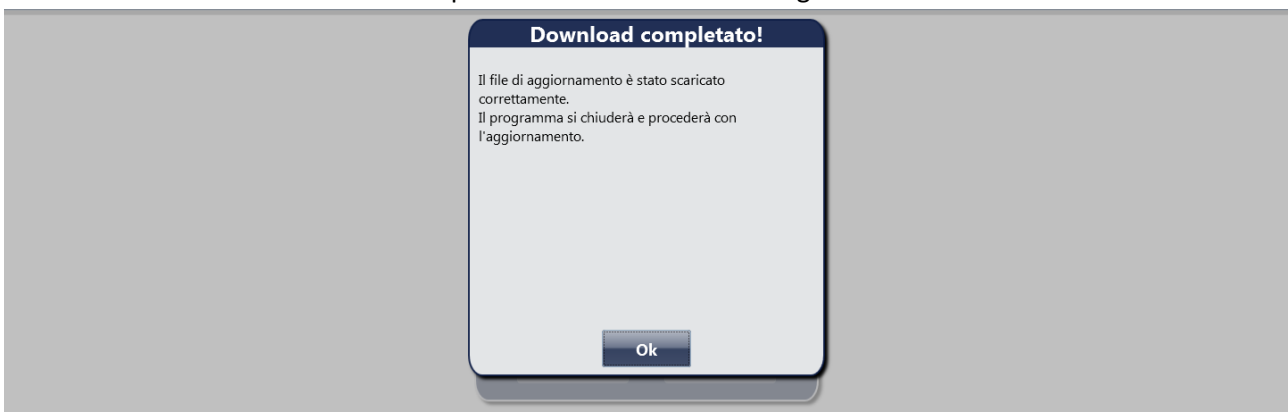 Download completato!
Il file di aggiornamento è stato scaricato
correttamente.
Il programma si chiuderà e procederà con
l'aggiornamento.
Ok